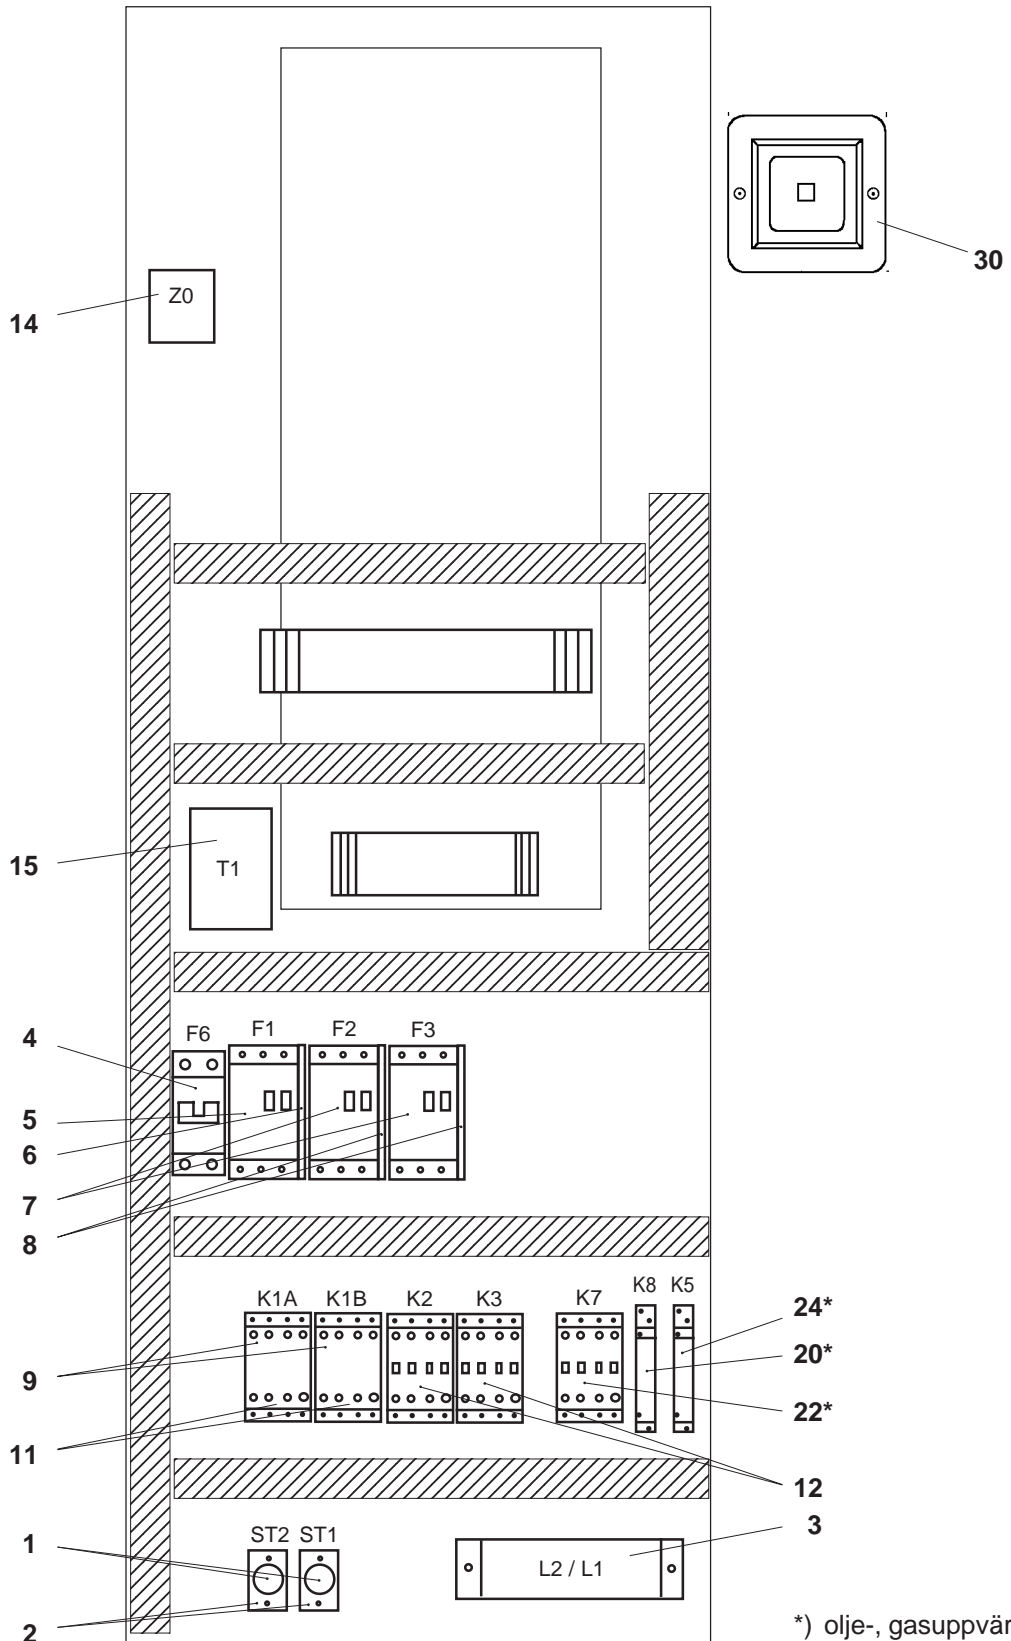 30
Z0
14
15
T1
F6
F1
F2
F3
4
5
6
7
8
K1A
K1B
K2
K3
K7
K8
K5
24*
20*
22*
9
11
12
3
ST2
ST1
1
L2 / L1
2
*) olje-, gasuppvär